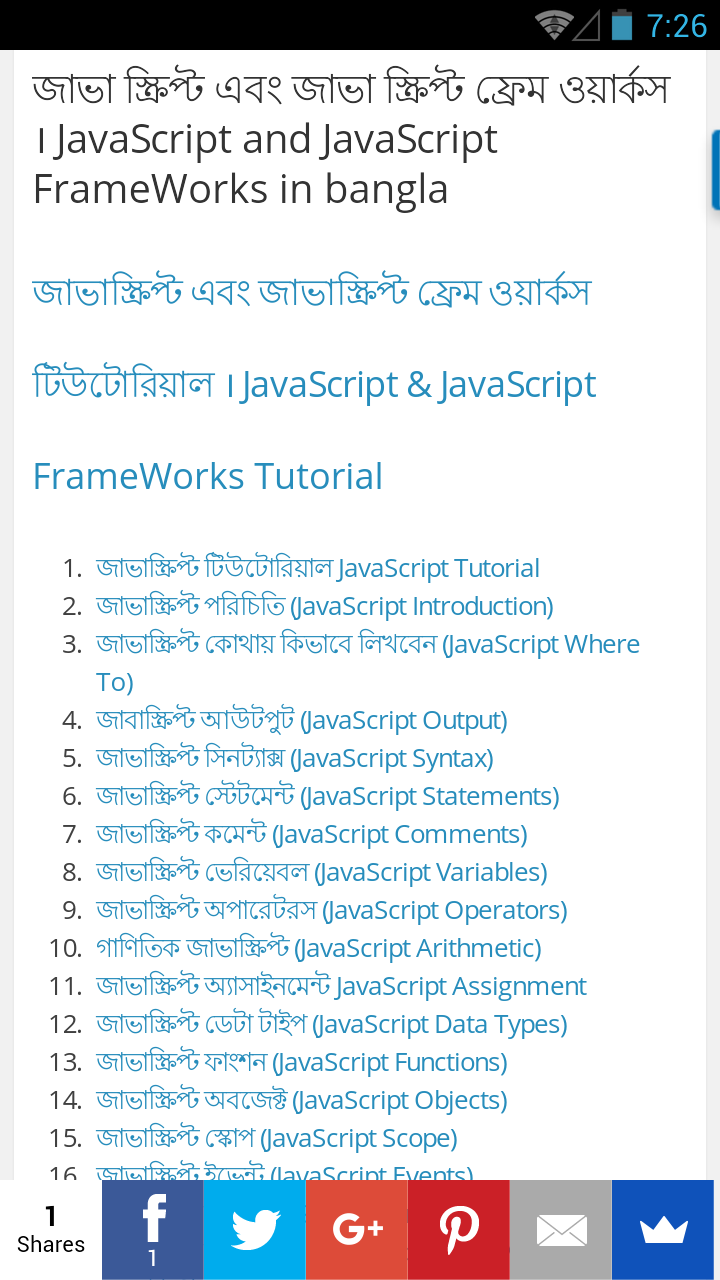 7:26
জাভা স্ক্রিপ্ট এবং জাভা স্ক্রিপ্ট ফ্রেম ওয়ার্কস
। JavaScript and JavaScript
FrameWorks in bangla
জাভাস্ক্রিপ্ট এবং জাভাস্ক্রিপ্ট ফ্রেম ওয়ার্কস
টিউটোরিয়াল । JavaScript & JavaScript
FrameWorks Tutorial
1. জাভাস্ক্রিপ্ট টিউটোরিয়াল JavaScript Tutorial
2. জাভাস্ক্রিপ্ট পরিচিতি (JavaScript Introduction)
3. জাভাস্ক্রিপ্ট কোথায় কিভাবে লিখবেন (JavaScript Where
To)
4. জাবাস্ক্রিপ্ট আউটপুট (JavaScript Output)
5. জাভাস্ক্রিপ্ট সিনট্যাক্স (JavaScript Syntax)
6. জাভাস্ক্রিপ্ট স্টেটমেন্ট (JavaScript Statements)
7. জাভাস্ক্রিপ্ট কমেন্ট (JavaScript Comments)
8. জাভাস্ক্রিপ্ট ভেরিয়েবল (JavaScript Variables)
9. জাভাস্ক্রিপ্ট অপারেটরস (JavaScript Operators)
10. গাণিতিক জাভাস্ক্রিপ্ট (JavaScript Arithmetic)
11. জাভাস্ক্রিপ্ট অ্যাসাইনমেন্ট JavaScript Assignment
12. জাভাস্ক্রিপ্ট ডেটা টাইপ (JavaScript Data Types)
13. জাভাস্ক্রিপ্ট ফাংশন (JavaScript Functions)
14. জাভাস্ক্রিপ্ট অবজেক্ট (JavaScript Objects)
15. জাভাস্ক্রিপ্ট স্কোপ (JavaScript Scope)
16. জাভাস্ক্রিপ্ট ইভেন্ট (JavaScript Events)
1
Shares
1